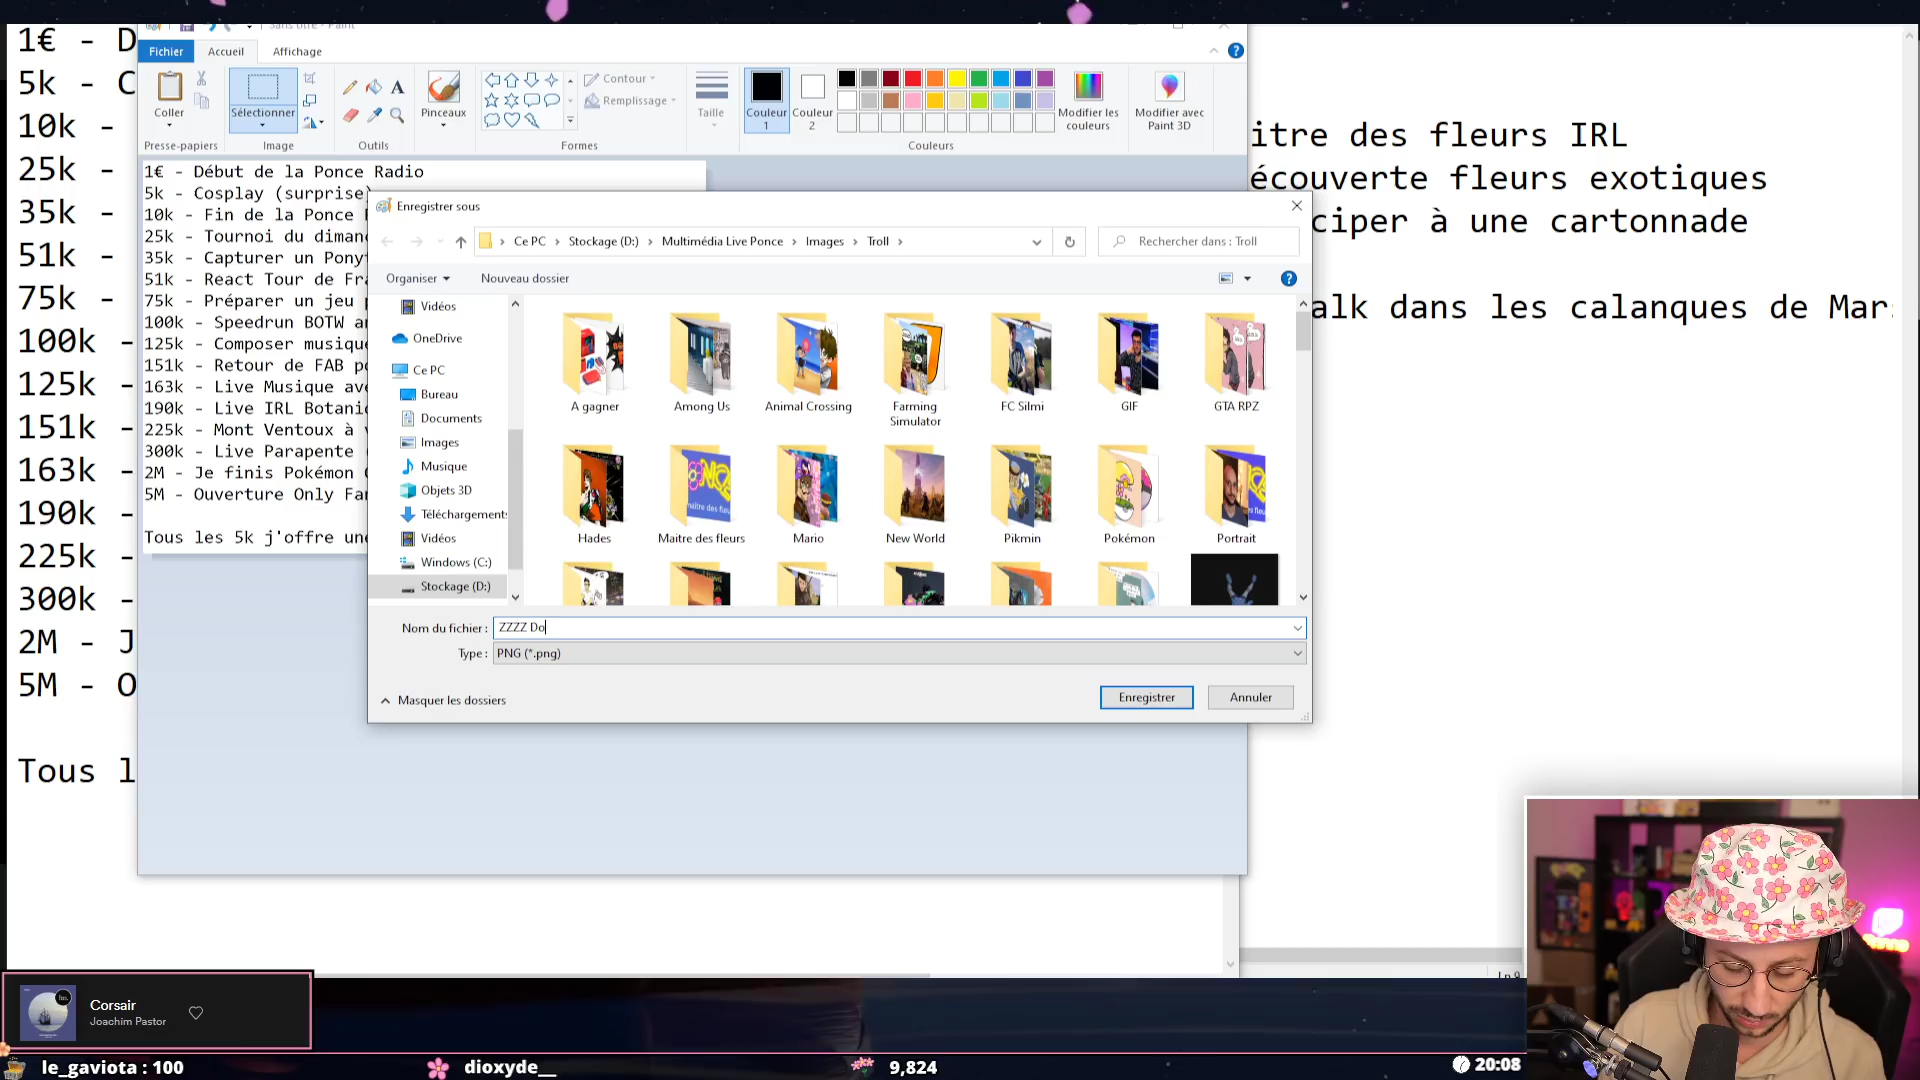 1€ - D
5k - C
10k -
25k -
35k -
51k -
75k -
100k -
125k -
151k -
163k -
190k -
225k -
300k -
2M - J
5M - O
Tous l
Sans titre - Paint
Fichier
Accueil
Affichage
Coller
Sélectionner
Pinceaux
Contour
Remplissage
Taille
Couleur 1
Couleur 2
Modifier les couleurs
Modifier avec Paint 3D
Presse-papiers
Image
Outils
Formes
Couleurs
1€ - Début de la Ponce Radio
5k - Cosplay (surprise)
10k - Fin de la Ponce
25k - Tournoi du diman
35k - Capturer un Pony
51k - React Tour de Fr
75k - Préparer un jeu
100k - Speedrun BOTW
125k - Composer musique
151k - Retour de FAB
163k - Live Musique av
190k - Live IRL Botani
225k - Mont Ventoux à
300k - Live Parapente
2M - Je finis Pokémon
5M - Ouverture Only Fa
Tous les 5k j'offre une
itre des fleurs IRL
écouverte fleurs exotiques
ciper à une cartonnade
alk dans les calanques de Mar
Enregistrer sous
Ce PC
Stockage (D:)
Multimédia Live Ponce
Images
Troll
Rechercher dans : Troll
Organiser
Nouveau dossier
Vidéos
OneDrive
Ce PC
Bureau
Documents
Images
Musique
Objets 3D
Téléchargements
Vidéos
Windows (C:)
Stockage (D:)
A gagner
Among Us
Animal Crossing
Farming Simulator
FC Silmi
GIF
GTA RPZ
Hades
Maitre des fleurs
Mario
New World
Pikmin
Pokémon
Portrait
Nom du fichier :
ZZZZ Do
Type :
PNG (*.png)
Masquer les dossiers
Enregistrer
Annuler
Corsair
Joachim Pastor
le_gaviota : 100
dioxyde__
9,824
20:08